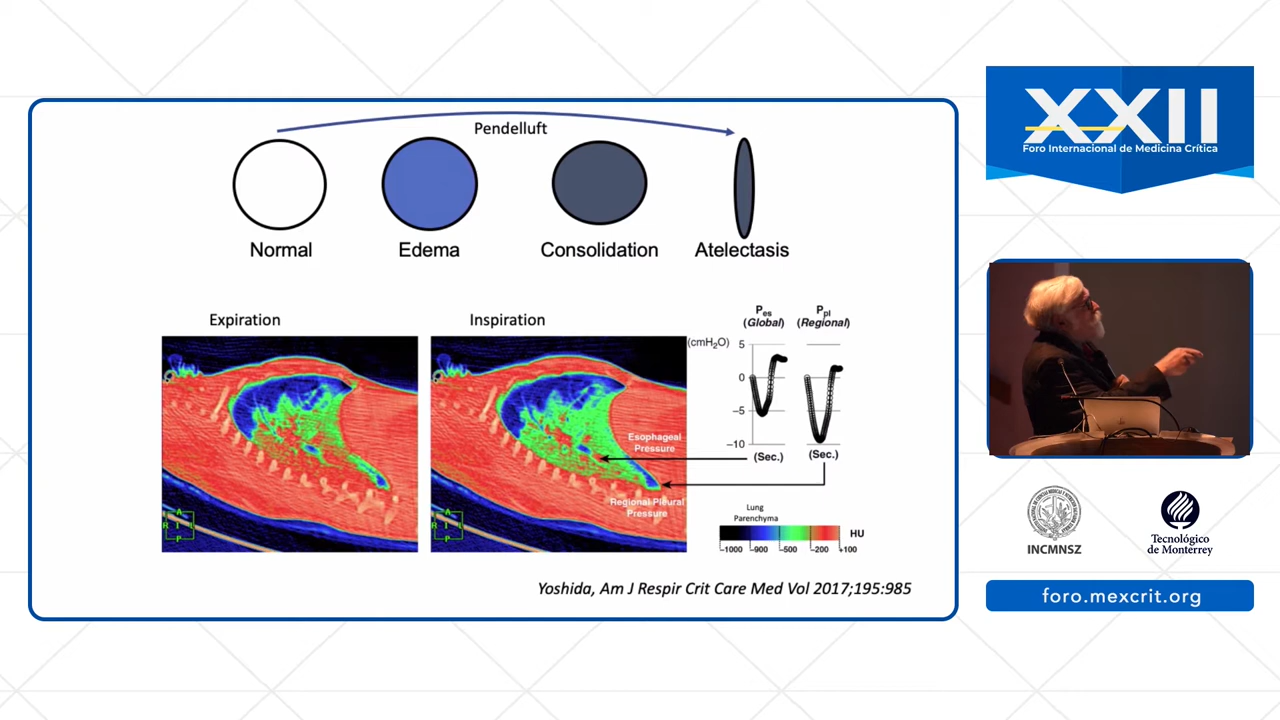 Pendelluft
Normal
Edema
Consolidation
Atelectasis
Expiration
Inspiration
Pes
(Global)
Ppl
(Regional)
(cmH2O)
5
0
−5
−10
(Sec.)
(Sec.)
Esophageal
Pressure
Regional Pleural
Pressure
Lung
Parenchyma
HU
−1000
−900
−500
−200
+100
A
R
L
P
A
R
L
P
Yoshida, Am J Respir Crit Care Med Vol 2017;195:985
XXII
Foro Internacional de Medicina Crítica
INCMNSZ
Tecnológico
de Monterrey
foro.mexcrit.org